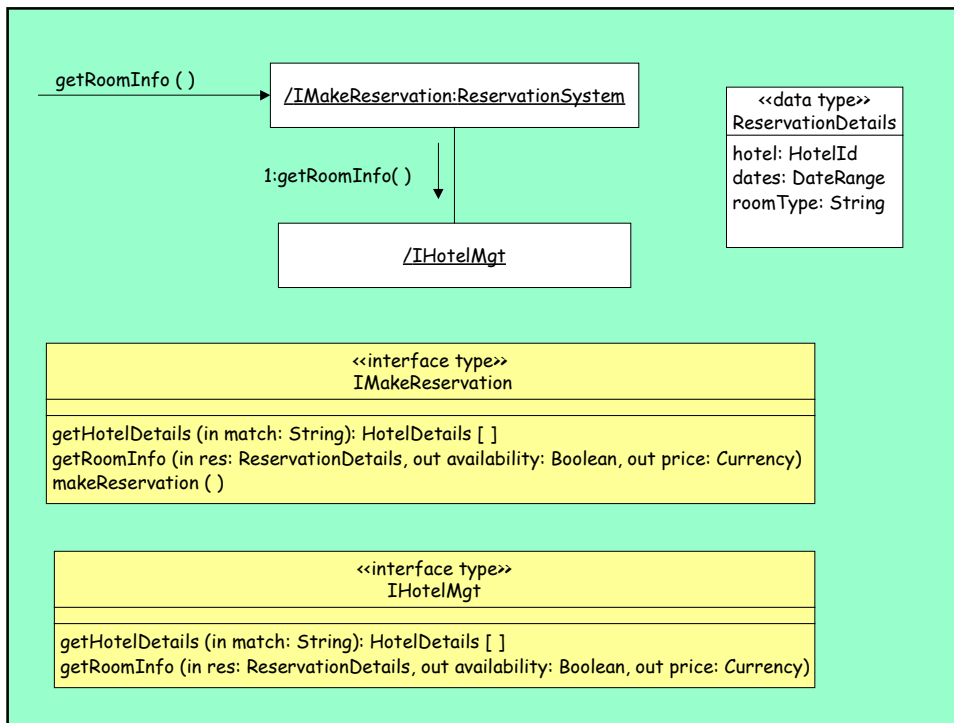 getRoomInfo ( )
/IMakeReservation:ReservationSystem
1:getRoomInfo( )
/IHotelMgt
<<data type>>
ReservationDetails
hotel: HotelId
dates: DateRange
roomType: String
<<interface type>>
IMakeReservation
getHotelDetails (in match: String): HotelDetails [ ]
getRoomInfo (in res: ReservationDetails, out availability: Boolean, out price: Currency)
makeReservation ( )
<<interface type>>
IHotelMgt
getHotelDetails (in match: String): HotelDetails [ ]
getRoomInfo (in res: ReservationDetails, out availability: Boolean, out price: Currency)